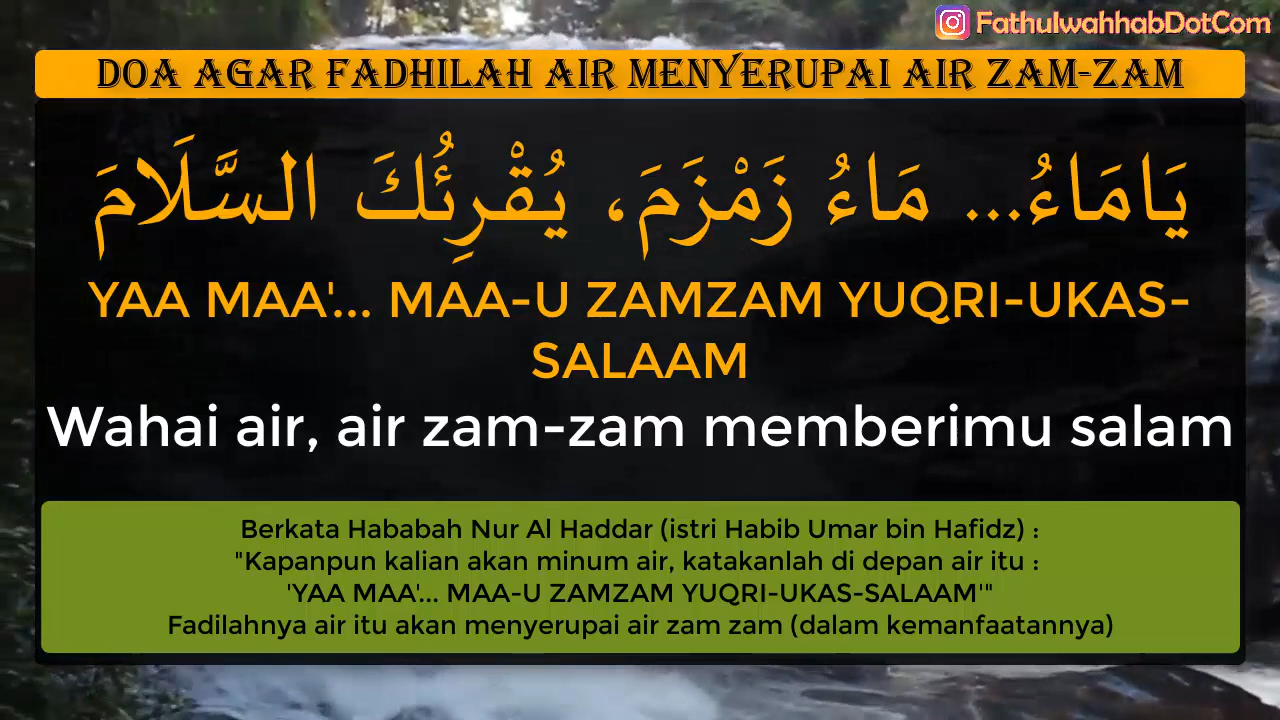 FathulwahhabDotCom
DOA AGAR FADHILAH AIR MENYERUPAI AIR ZAM-ZAM
يَامَاءُ... مَاءُ زَمْزَمَ، يُقْرِئُكَ السَّلَامَ
YAA MAA'... MAA-U ZAMZAM YUQRI-UKAS-
SALAAM
Wahai air, air zam-zam memberimu salam
Berkata Hababah Nur Al Haddar (istri Habib Umar bin Hafidz) :
"Kapanpun kalian akan minum air, katakanlah di depan air itu :
'YAA MAA'... MAA-U ZAMZAM YUQRI-UKAS-SALAAM'"
Fadilahnya air itu akan menyerupai air zam zam (dalam kemanfaatannya)